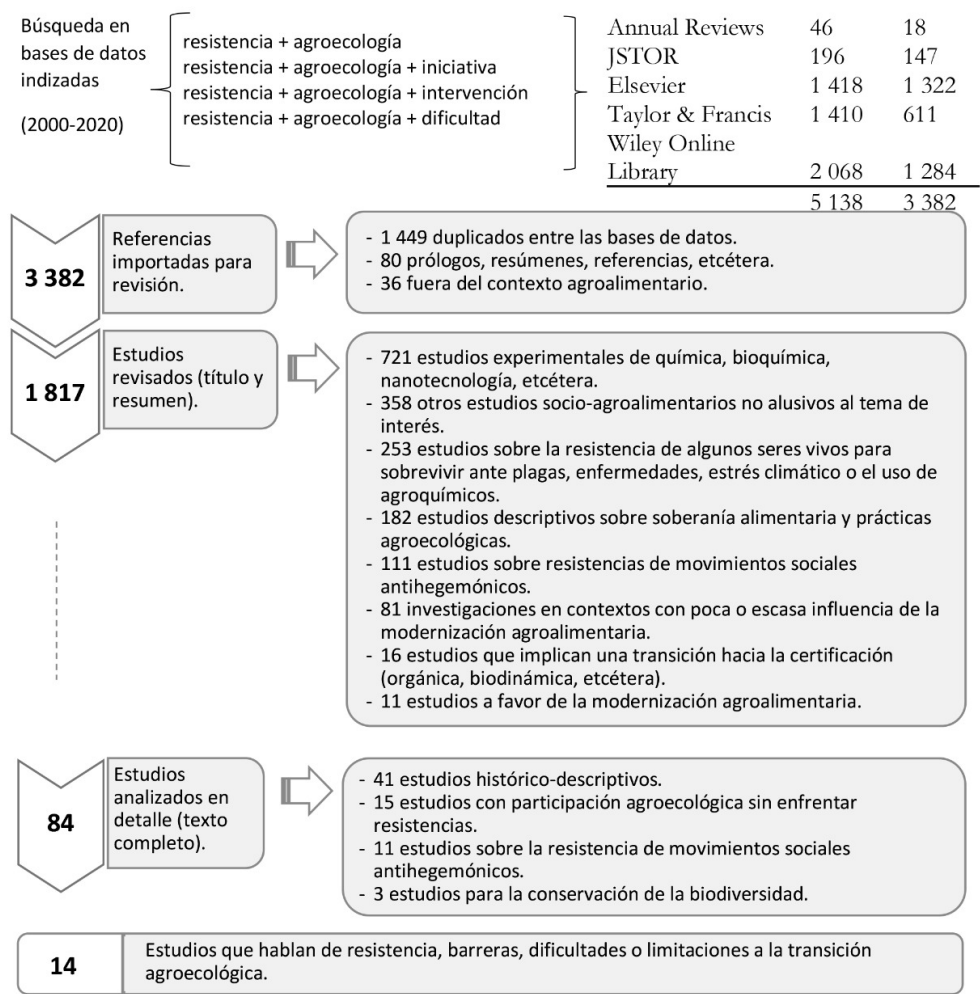 Búsqueda en
bases de datos
indizadas
(2000-2020)
resistencia + agroecología
resistencia + agroecología + iniciativa
resistencia + agroecología + intervención
resistencia + agroecología + dificultad
Annual Reviews 46 18
JSTOR 196 147
Elsevier 1 418 1 322
Taylor & Francis 1 410 611
Wiley Online
Library 2 068 1 284
5 138 3 382
3 382
Referencias
importadas para
revisión.
- 1 449 duplicados entre las bases de datos.
- 80 prólogos, resúmenes, referencias, etcétera.
- 36 fuera del contexto agroalimentario.
1 817
Estudios
revisados (título y
resumen).
- 721 estudios experimentales de química, bioquímica,
nanotecnología, etcétera.
- 358 otros estudios socio-agroalimentarios no alusivos al tema de
interés.
- 253 estudios sobre la resistencia de algunos seres vivos para
sobrevivir ante plagas, enfermedades, estrés climático o el uso de
agroquímicos.
- 182 estudios descriptivos sobre soberanía alimentaria y prácticas
agroecológicas.
- 111 estudios sobre resistencias de movimientos sociales
antihegemónicos.
- 81 investigaciones en contextos con poca o escasa influencia de la
modernización agroalimentaria.
- 16 estudios que implican una transición hacia la certificación
(orgánica, biodinámica, etcétera).
- 11 estudios a favor de la modernización agroalimentaria.
84
Estudios
analizados en
detalle (texto
completo).
- 41 estudios histórico-descriptivos.
- 15 estudios con participación agroecológica sin enfrentar
resistencias.
- 11 estudios sobre la resistencia de movimientos sociales
antihegemónicos.
- 3 estudios para la conservación de la biodiversidad.
14
Estudios que hablan de resistencia, barreras, dificultades o limitaciones a la transición
agroecológica.